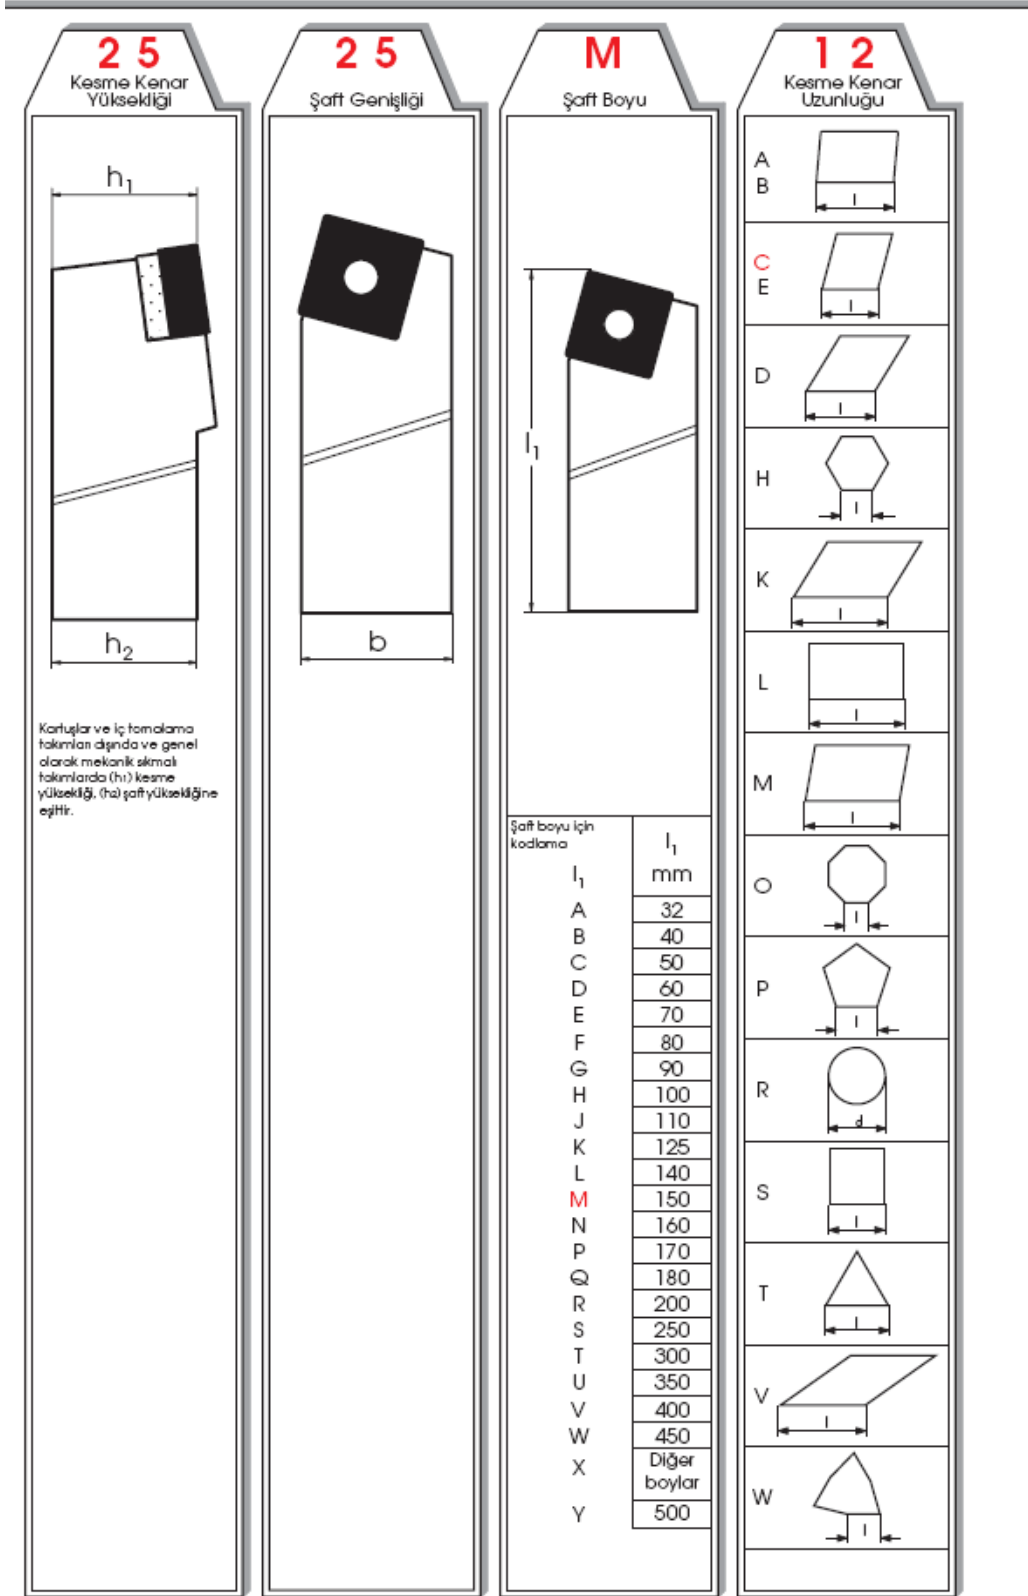 2 5
Kesme Kenar
Yüksekliği
h₁
h₂
Kartuşlar ve iç tornalama
takımları dışında ve genel
olarak mekanik sıkmalı
takımlarda (h₁) kesme
yüksekliği, (h₂) şaft yüksekliğine
eşittir.
2 5
Şaft Genişliği
b
M
Şaft Boyu
l₁
Şaft boyu için
kodlama
l₁
l₁
mm
A 32
B 40
C 50
D 60
E 70
F 80
G 90
H 100
J 110
K 125
L 140
M 150
N 160
P 170
Q 180
R 200
S 250
T 300
U 350
V 400
W 450
X Diğer
boylar
Y 500
1 2
Kesme Kenar
Uzunluğu
A
B
l
C
E
l
D
l
H
l
K
l
L
l
M
l
O
l
P
l
R
d
S
l
T
l
V
l
W
l